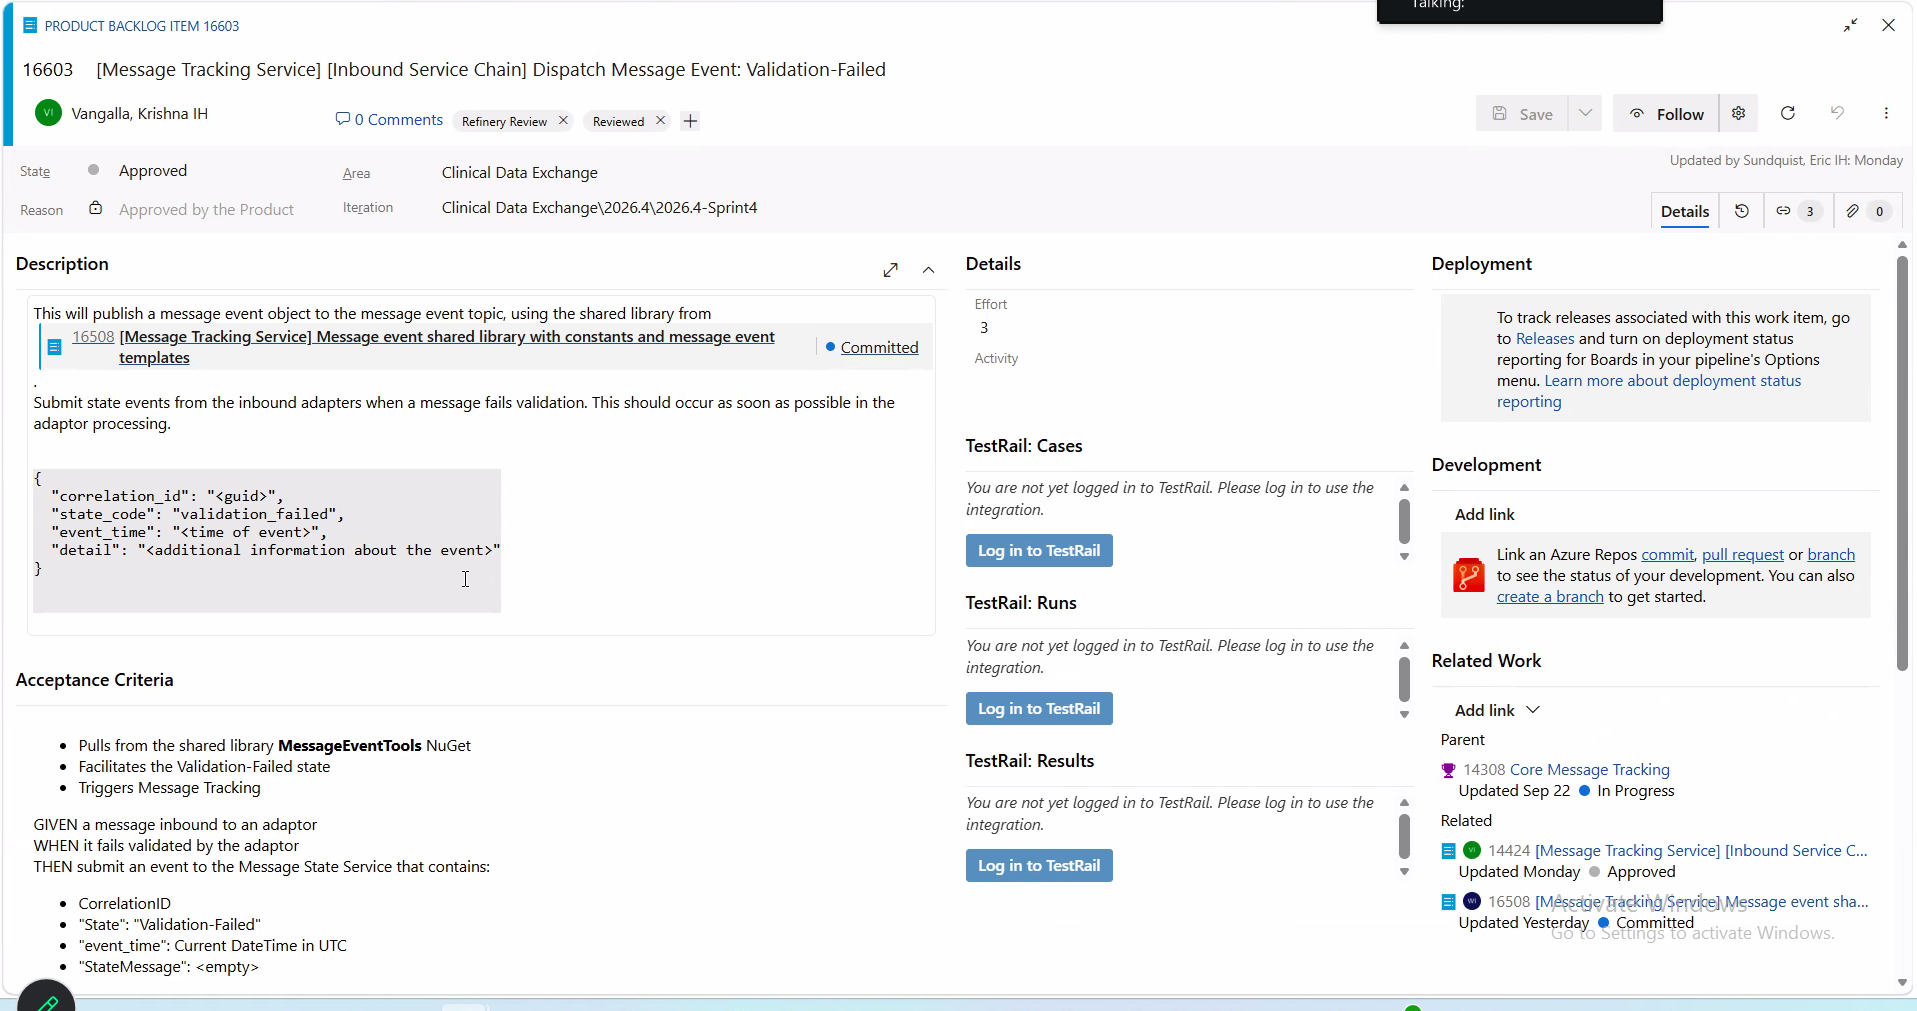 Talking:
PRODUCT BACKLOG ITEM 16603
16603 [Message Tracking Service] [Inbound Service Chain] Dispatch Message Event: Validation-Failed
VI Vangalla, Krishna IH
0 Comments
Refinery Review
Reviewed
Save
Follow
State
Approved
Area
Clinical Data Exchange
Updated by Sundquist, Eric IH: Monday
Reason
Approved by the Product
Iteration
Clinical Data Exchange\2026.4\2026.4-Sprint4
Details
3
0
Description
This will publish a message event object to the message event topic, using the shared library from
16508 [Message Tracking Service] Message event shared library with constants and message event
templates
Committed
.
Submit state events from the inbound adapters when a message fails validation. This should occur as soon as possible in the
adaptor processing.
{
"correlation_id": "<guid>",
"state_code": "validation_failed",
"event_time": "<time of event>",
"detail": "<additional information about the event>"
}
Acceptance Criteria
• Pulls from the shared library MessageEventTools NuGet
• Facilitates the Validation-Failed state
• Triggers Message Tracking
GIVEN a message inbound to an adaptor
WHEN it fails validated by the adaptor
THEN submit an event to the Message State Service that contains:
• CorrelationID
• "State": "Validation-Failed"
• "event_time": Current DateTime in UTC
• "StateMessage": <empty>
Details
Effort
3
Activity
TestRail: Cases
You are not yet logged in to TestRail. Please log in to use the
integration.
Log in to TestRail
TestRail: Runs
You are not yet logged in to TestRail. Please log in to use the
integration.
Log in to TestRail
TestRail: Results
You are not yet logged in to TestRail. Please log in to use the
integration.
Log in to TestRail
Deployment
To track releases associated with this work item, go
to Releases and turn on deployment status
reporting for Boards in your pipeline's Options
menu. Learn more about deployment status
reporting
Development
Add link
Link an Azure Repos commit, pull request or branch
to see the status of your development. You can also
create a branch to get started.
Related Work
Add link
Parent
14308 Core Message Tracking
Updated Sep 22 In Progress
Related
VI 14424 [Message Tracking Service] [Inbound Service C...
Updated Monday Approved
WI 16508 [Message Tracking Service] Message event sha...
Updated Yesterday Committed
Activate Windows
Go to Settings to activate Windows.